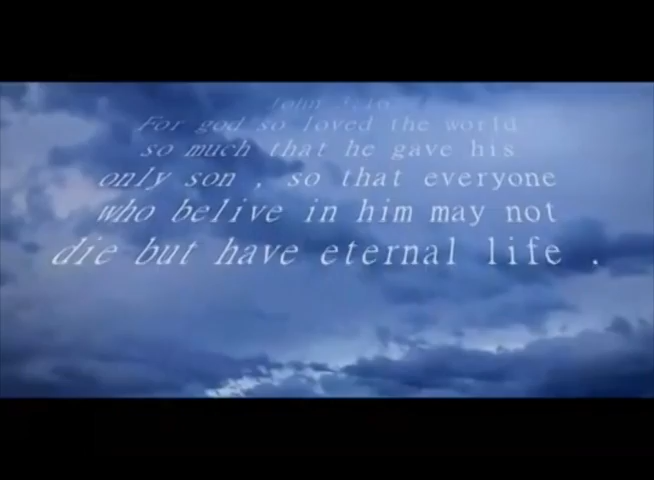 John 3:16
For god so loved the world
so much that he gave his
only son , so that everyone
who belive in him may not
die but have eternal life .